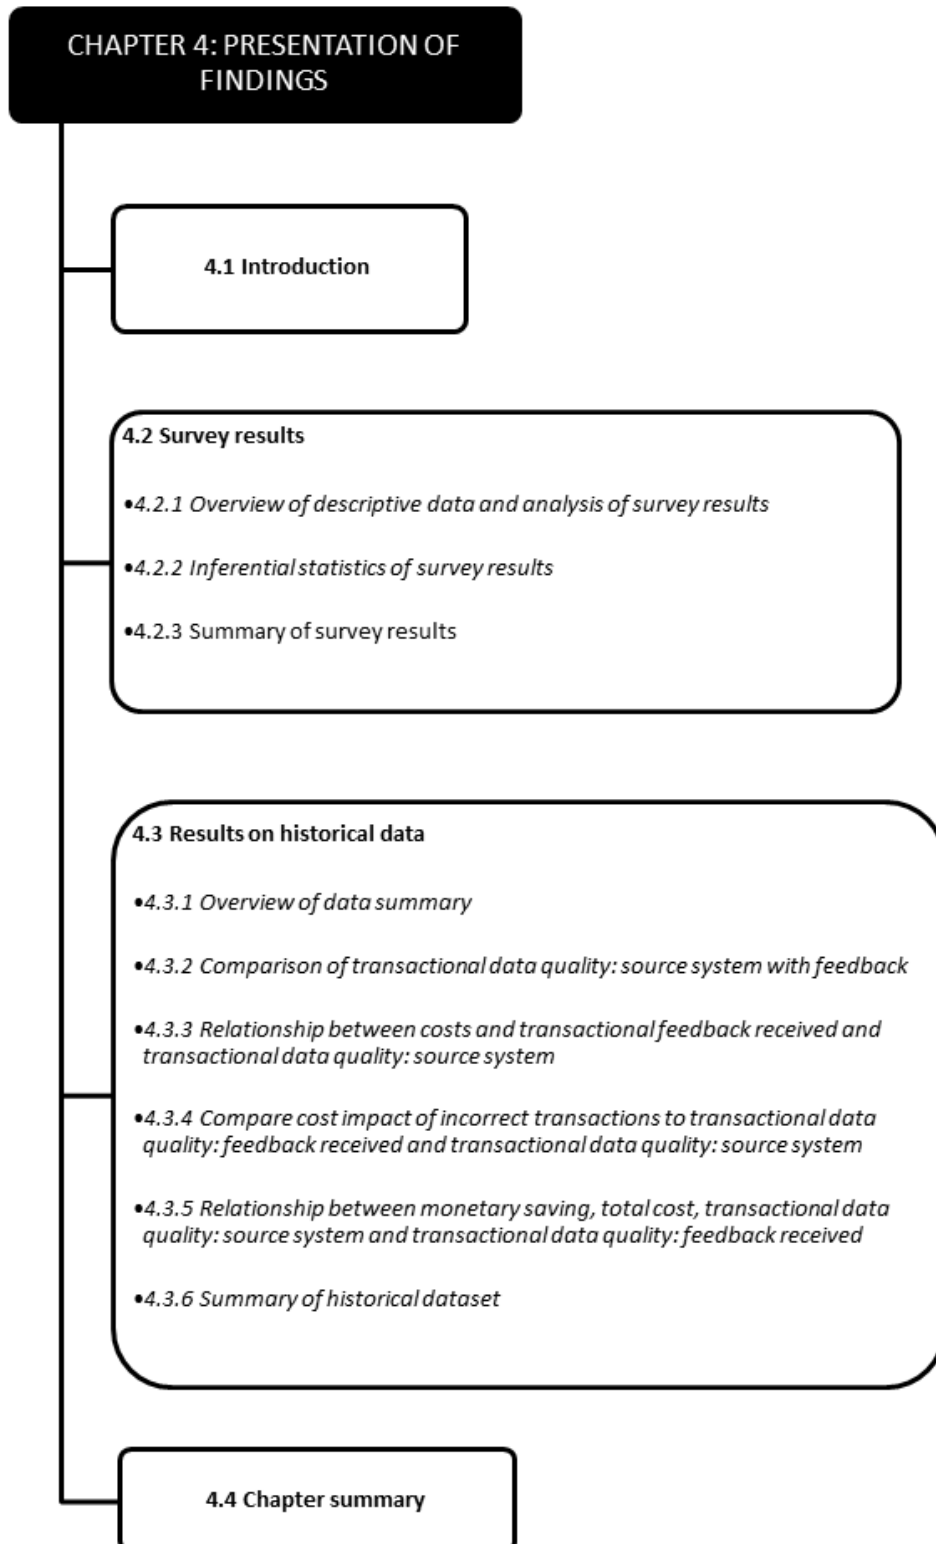 CHAPTER 4: PRESENTATION OF
FINDINGS
4.1 Introduction
4.2 Survey results
•4.2.1 Overview of descriptive data and analysis of survey results
•4.2.2 Inferential statistics of survey results
•4.2.3 Summary of survey results
4.3 Results on historical data
•4.3.1 Overview of data summary
•4.3.2 Comparison of transactional data quality: source system with feedback
•4.3.3 Relationship between costs and transactional feedback received and
transactional data quality: source system
•4.3.4 Compare cost impact of incorrect transactions to transactional data
quality: feedback received and transactional data quality: source system
•4.3.5 Relationship between monetary saving, total cost, transactional data
quality: source system and transactional data quality: feedback received
•4.3.6 Summary of historical dataset
4.4 Chapter summary